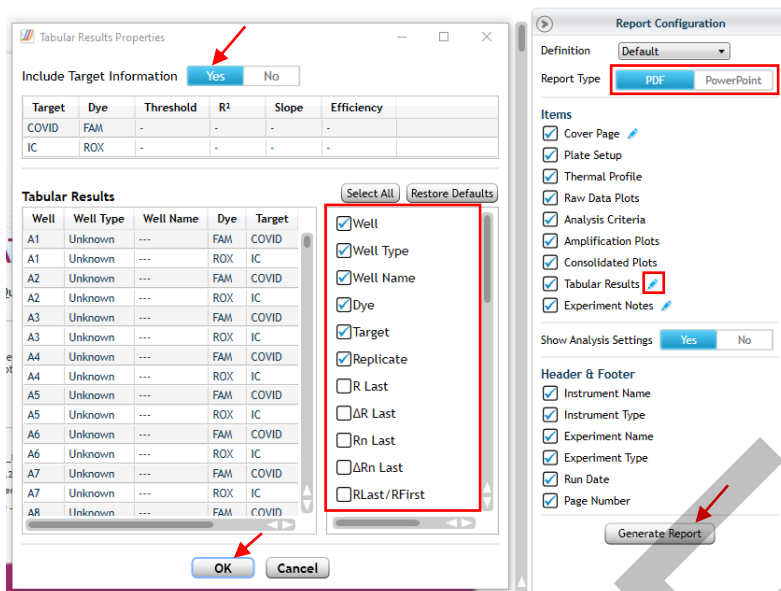 Tabular Results Properties
Include Target Information Yes No
Target Dye Threshold R² Slope Efficiency
COVID FAM - - - -
IC ROX - - - -
Tabular Results Select All Restore Defaults
Well Well Type Well Name Dye Target
A1 Unknown --- FAM COVID
A1 Unknown --- ROX IC
A2 Unknown --- FAM COVID
A2 Unknown --- ROX IC
A3 Unknown --- FAM COVID
A3 Unknown --- ROX IC
A4 Unknown --- FAM COVID
A4 Unknown --- ROX IC
A5 Unknown --- FAM COVID
A5 Unknown --- ROX IC
A6 Unknown --- FAM COVID
A6 Unknown --- ROX IC
A7 Unknown --- FAM COVID
A7 Unknown --- ROX IC
A8 Unknown --- FAM COVID
Well
Well Type
Well Name
Dye
Target
Replicate
R Last
ΔR Last
Rn Last
ΔRn Last
RLast/RFirst
OK Cancel
Report Configuration
Definition Default
Report Type PDF PowerPoint
Items
Cover Page
Plate Setup
Thermal Profile
Raw Data Plots
Analysis Criteria
Amplification Plots
Consolidated Plots
Tabular Results
Experiment Notes
Show Analysis Settings Yes No
Header & Footer
Instrument Name
Instrument Type
Experiment Name
Experiment Type
Run Date
Page Number
Generate Report